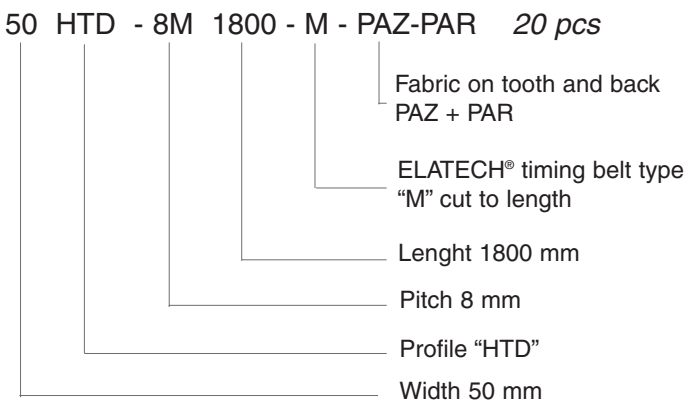 50 HTD - 8M 1800 - M - PAZ-PAR 20 pcs
Fabric on tooth and back
PAZ + PAR
ELATECH® timing belt type
“M” cut to length
Lenght 1800 mm
Pitch 8 mm
Profile “HTD”
Width 50 mm